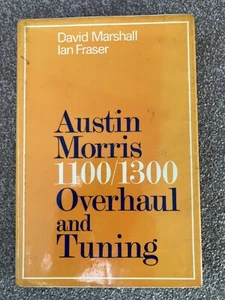 David Marshall
Ian Fraser
Austin
Morris
1100/1300
Overhaul
and
Tuning